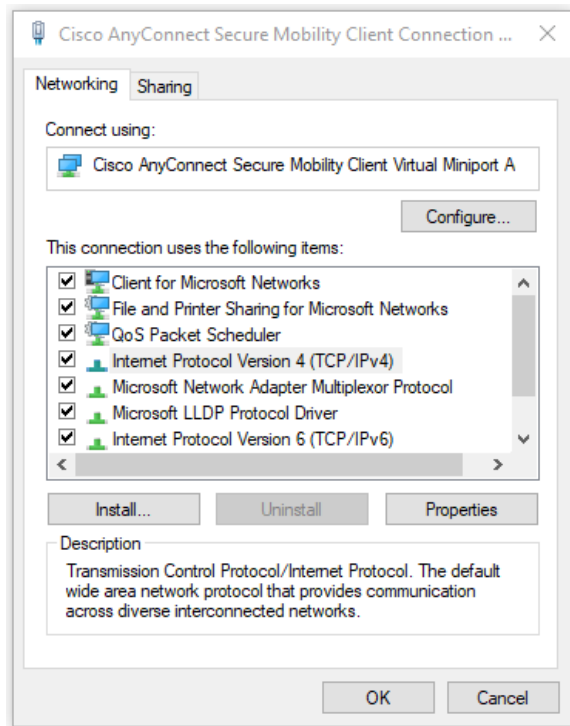 Cisco AnyConnect Secure Mobility Client Connection ...
Networking
Sharing
Connect using:
Cisco AnyConnect Secure Mobility Client Virtual Miniport A
Configure...
This connection uses the following items:
Client for Microsoft Networks
File and Printer Sharing for Microsoft Networks
QoS Packet Scheduler
Internet Protocol Version 4 (TCP/IPv4)
Microsoft Network Adapter Multiplexor Protocol
Microsoft LLDP Protocol Driver
Internet Protocol Version 6 (TCP/IPv6)
Install...
Uninstall
Properties
Description
Transmission Control Protocol/Internet Protocol. The default
wide area network protocol that provides communication
across diverse interconnected networks.
OK
Cancel